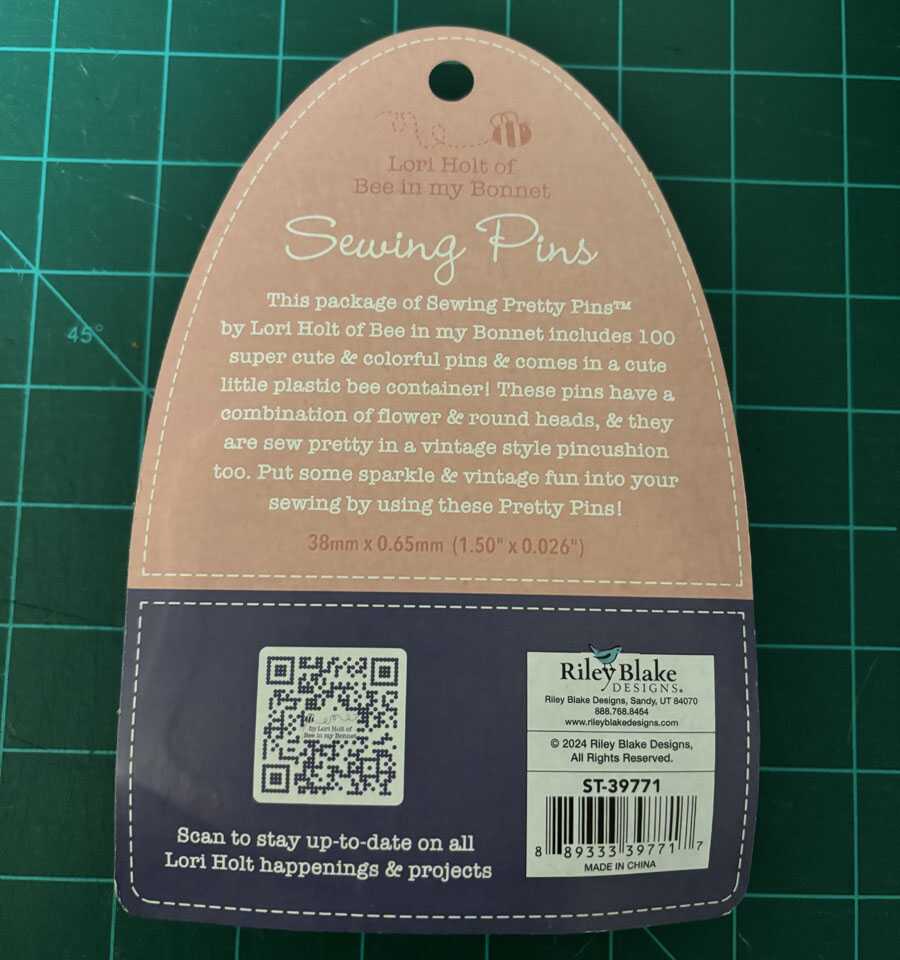 Lori Holt of
Bee in my Bonnet
Sewing Pins
This package of Sewing Pretty Pins™
by Lori Holt of Bee in my Bonnet includes 100
super cute & colorful pins & comes in a cute
little plastic bee container! These pins have a
combination of flower & round heads, & they
are sew pretty in a vintage style pincushion
too. Put some sparkle & vintage fun into your
sewing by using these Pretty Pins!
38mm x 0.65mm (1.50" x 0.026")
45°
by Lori Holt of
Bee in my Bonnet
Scan to stay up-to-date on all
Lori Holt happenings & projects
Riley Blake
DESIGNS®
Riley Blake Designs, Sandy, UT 84070
888.768.8464
www.rileyblakedesigns.com
© 2024 Riley Blake Designs,
All Rights Reserved.
ST-39771
8 89333 39771 7
MADE IN CHINA